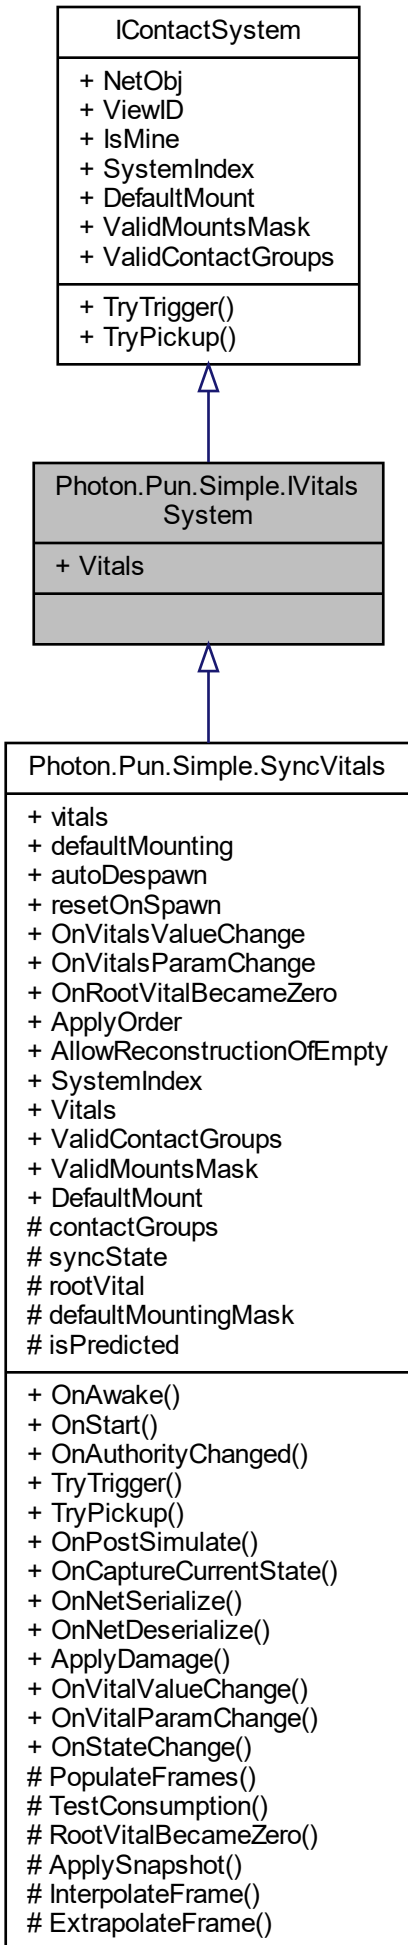 IContactSystem
+ NetObj
+ ViewID
+ IsMine
+ SystemIndex
+ DefaultMount
+ ValidMountsMask
+ ValidContactGroups
+ TryTrigger()
+ TryPickup()
Photon.Pun.Simple.IVitals
System
+ Vitals
Photon.Pun.Simple.SyncVitals
+ vitals
+ defaultMounting
+ autoDespawn
+ resetOnSpawn
+ OnVitalsValueChange
+ OnVitalsParamChange
+ OnRootVitalBecameZero
+ ApplyOrder
+ AllowReconstructionOfEmpty
+ SystemIndex
+ Vitals
+ ValidContactGroups
+ ValidMountsMask
+ DefaultMount
# contactGroups
# syncState
# rootVital
# defaultMountingMask
# isPredicted
+ OnAwake()
+ OnStart()
+ OnAuthorityChanged()
+ TryTrigger()
+ TryPickup()
+ OnPostSimulate()
+ OnCaptureCurrentState()
+ OnNetSerialize()
+ OnNetDeserialize()
+ ApplyDamage()
+ OnVitalValueChange()
+ OnVitalParamChange()
+ OnStateChange()
# PopulateFrames()
# TestConsumption()
# RootVitalBecameZero()
# ApplySnapshot()
# InterpolateFrame()
# ExtrapolateFrame()